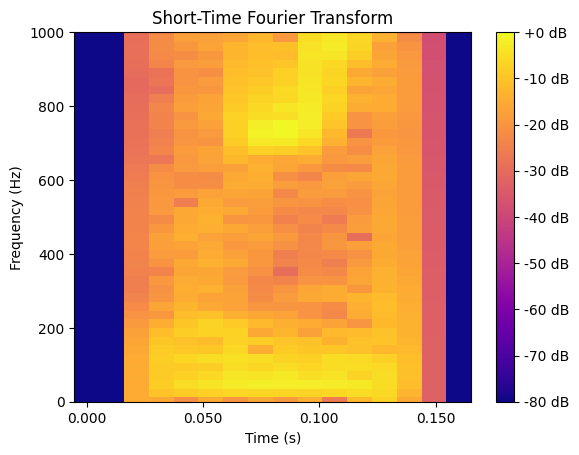 Short-Time Fourier Transform
1000
800
600
400
200
0
Frequency (Hz)
0.000
0.050
0.100
0.150
Time (s)
+0 dB
-10 dB
-20 dB
-30 dB
-40 dB
-50 dB
-60 dB
-70 dB
-80 dB